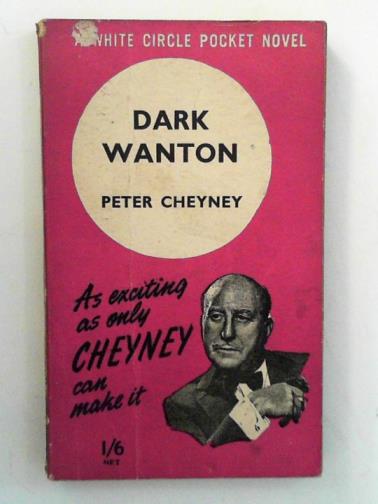 A WHITE CIRCLE POCKET NOVEL
DARK
WANTON
PETER CHEYNEY
As exciting
as only
CHEYNEY
can
make it
1/6
NET